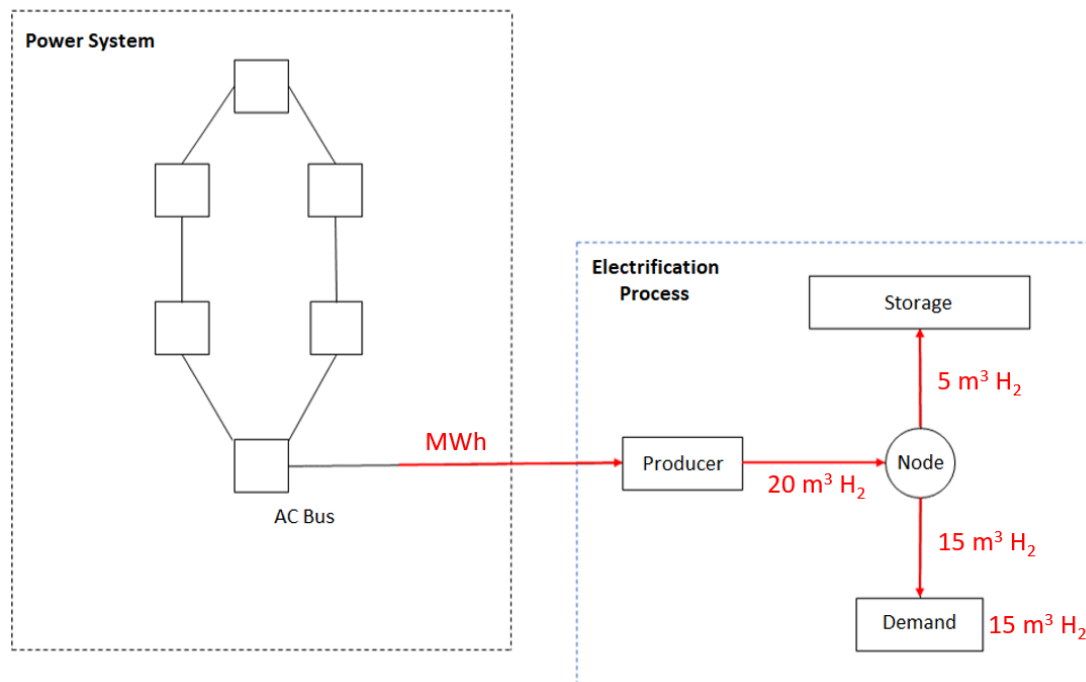 Power System
Electrification
Process
Storage
5 m³ H₂
MWh
Producer
Node
20 m³ H₂
AC Bus
15 m³ H₂
Demand
15 m³ H₂